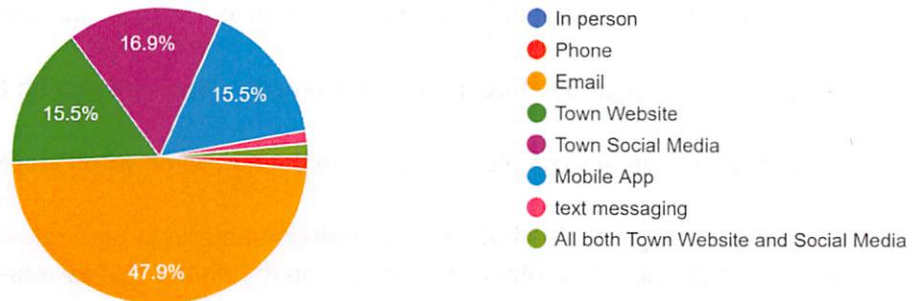 16.9%
15.5%
15.5%
47.9%
In person
Phone
Email
Town Website
Town Social Media
Mobile App
text messaging
All both Town Website and Social Media